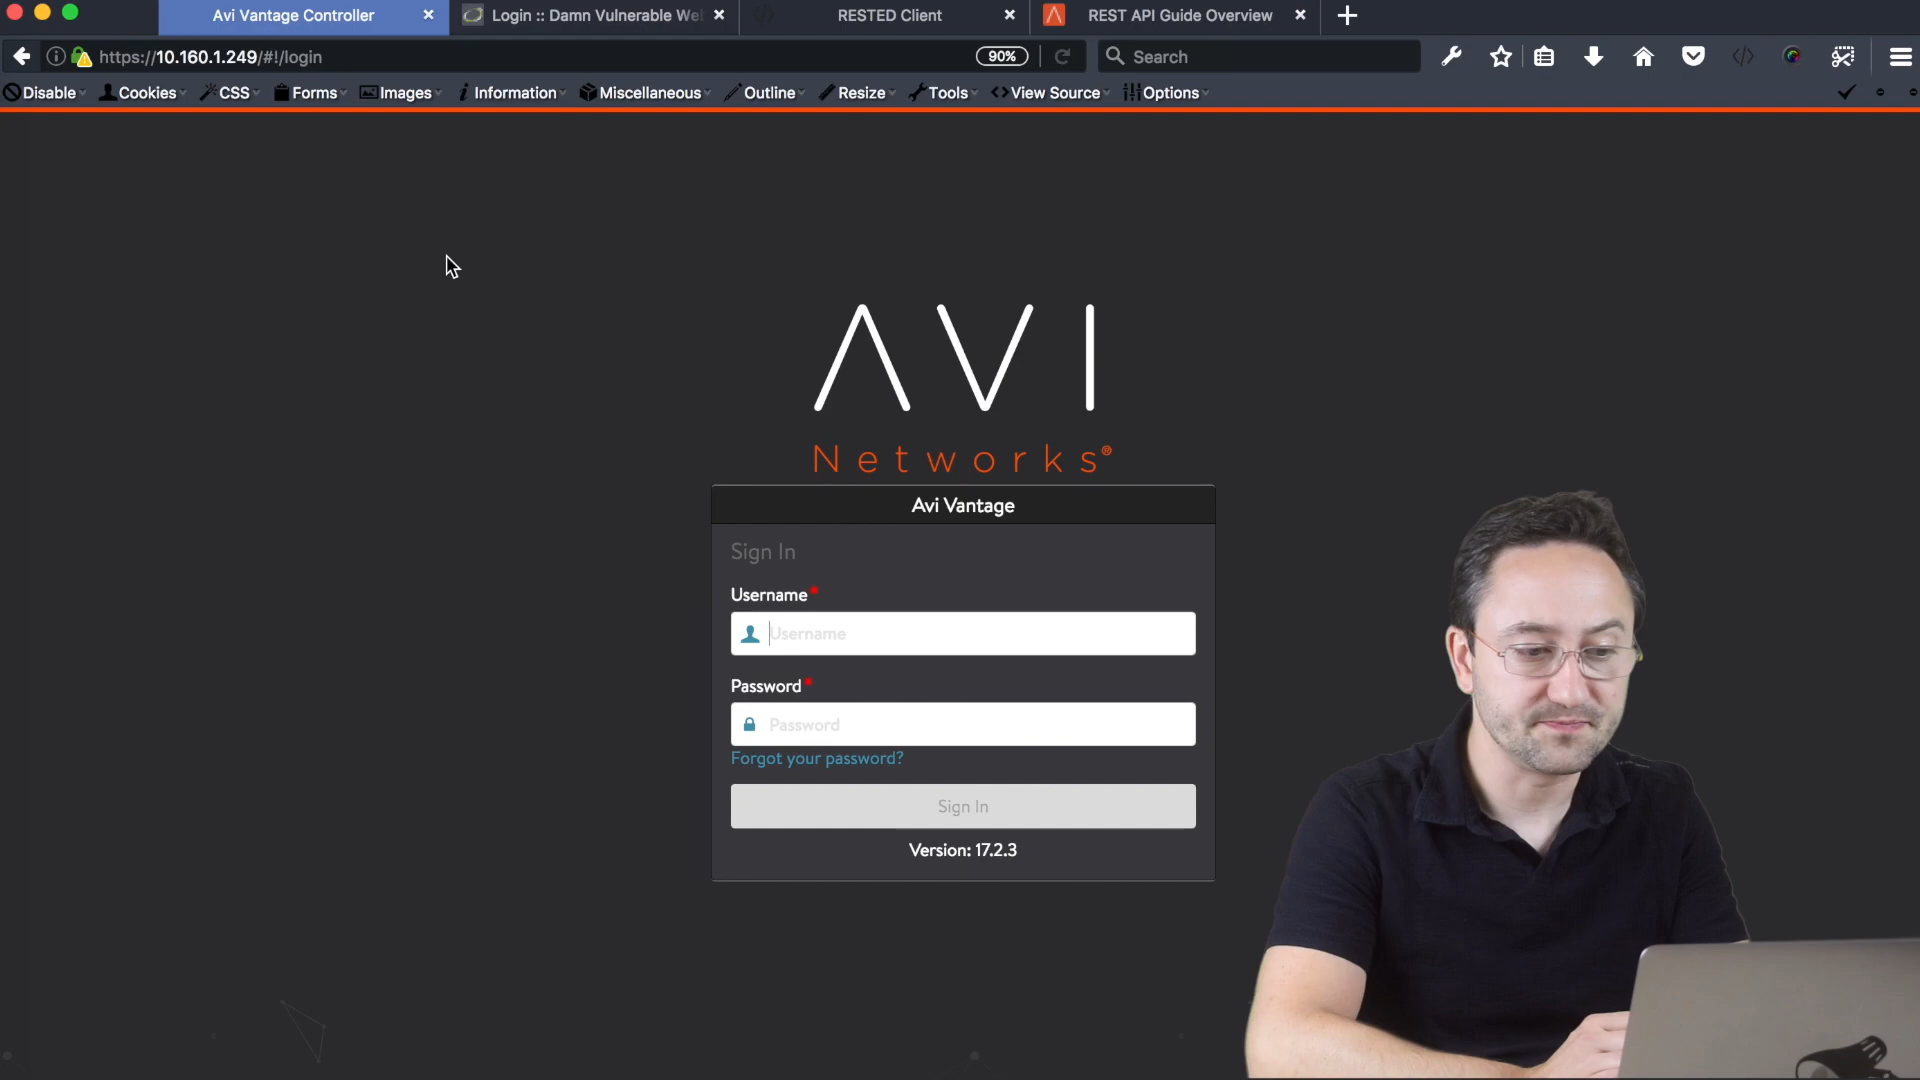 Avi Vantage Controller
Login :: Damn Vulnerable We
RESTED Client
REST API Guide Overview
https://10.160.1.249/#!/login
90%
Search
Disable
Cookies
CSS
Forms
Images
Information
Miscellaneous
Outline
Resize
Tools
View Source
Options
AVI
Networks®
Avi Vantage
Sign In
Username*
Username
Password*
Password
Forgot your password?
Sign In
Version: 17.2.3